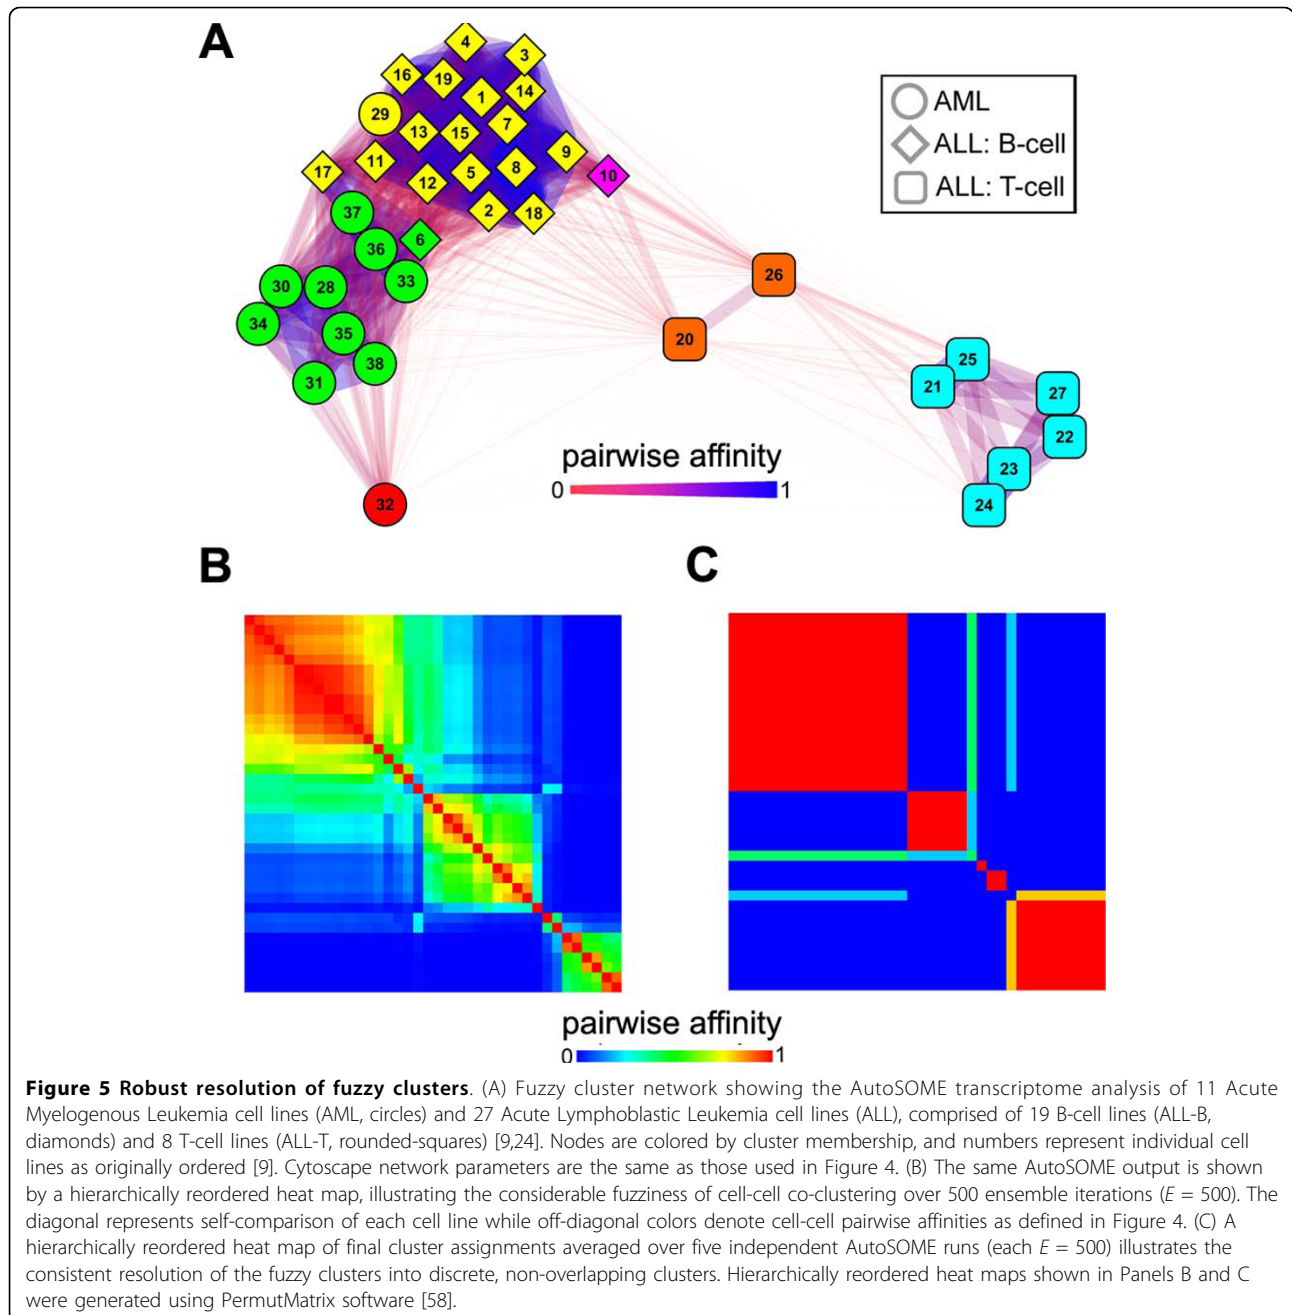 A
4
3
16
19
1
14
29
13
15
7
9
17
11
12
5
8
10
2
18
37
36
6
33
30
28
34
35
38
31
32
26
20
25
21
27
22
23
24
AML
ALL: B-cell
ALL: T-cell
pairwise affinity
0 1
B
C
pairwise affinity
0 1
Figure 5 Robust resolution of fuzzy clusters. (A) Fuzzy cluster network showing the AutoSOME transcriptome analysis of 11 Acute
Myelogenous Leukemia cell lines (AML, circles) and 27 Acute Lymphoblastic Leukemia cell lines (ALL), comprised of 19 B-cell lines (ALL-B,
diamonds) and 8 T-cell lines (ALL-T, rounded-squares) [9,24]. Nodes are colored by cluster membership, and numbers represent individual cell
lines as originally ordered [9]. Cytoscape network parameters are the same as those used in Figure 4. (B) The same AutoSOME output is shown
by a hierarchically reordered heat map, illustrating the considerable fuzziness of cell-cell co-clustering over 500 ensemble iterations (E = 500). The
diagonal represents self-comparison of each cell line while off-diagonal colors denote cell-cell pairwise affinities as defined in Figure 4. (C) A
hierarchically reordered heat map of final cluster assignments averaged over five independent AutoSOME runs (each E = 500) illustrates the
consistent resolution of the fuzzy clusters into discrete, non-overlapping clusters. Hierarchically reordered heat maps shown in Panels B and C
were generated using PermutMatrix software [58].